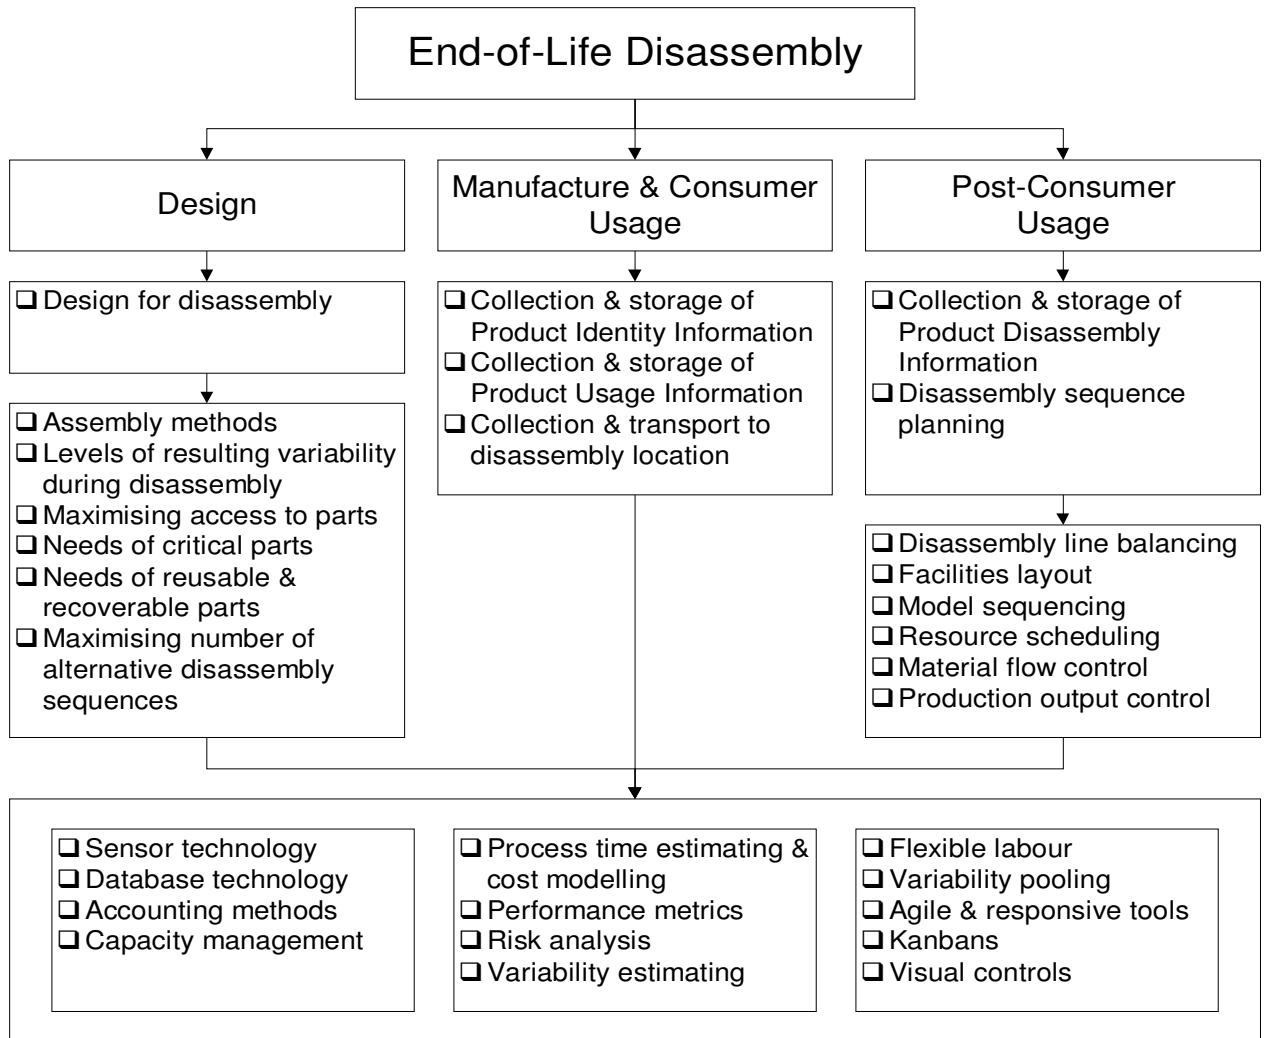 End-of-Life Disassembly
Design
Manufacture & Consumer
Usage
Post-Consumer
Usage
❑ Design for disassembly
❑ Collection & storage of
Product Identity Information
❑ Collection & storage of
Product Usage Information
❑ Collection & transport to
disassembly location
❑ Collection & storage of
Product Disassembly
Information
❑ Disassembly sequence
planning
❑ Assembly methods
❑ Levels of resulting variability
during disassembly
❑ Maximising access to parts
❑ Needs of critical parts
❑ Needs of reusable &
recoverable parts
❑ Maximising number of
alternative disassembly
sequences
❑ Disassembly line balancing
❑ Facilities layout
❑ Model sequencing
❑ Resource scheduling
❑ Material flow control
❑ Production output control
❑ Sensor technology
❑ Database technology
❑ Accounting methods
❑ Capacity management
❑ Process time estimating &
cost modelling
❑ Performance metrics
❑ Risk analysis
❑ Variability estimating
❑ Flexible labour
❑ Variability pooling
❑ Agile & responsive tools
❑ Kanbans
❑ Visual controls